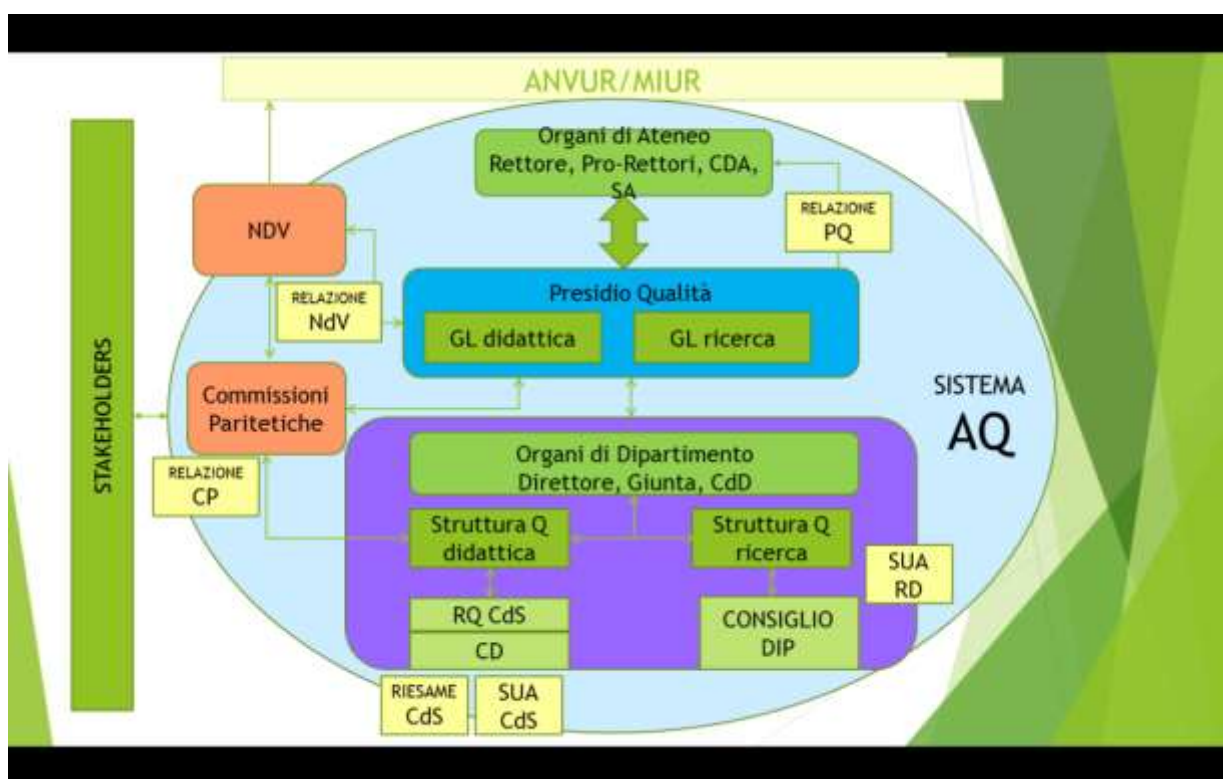 ANVUR/MIUR
STAKEHOLDERS
Organi di Ateneo
Rettore, Pro-Rettori, CDA,
SA
NDV
RELAZIONE
PQ
RELAZIONE
NdV
Presidio Qualità
GL didattica
GL ricerca
Commissioni
Paritetiche
SISTEMA
AQ
RELAZIONE
CP
Organi di Dipartimento
Direttore, Giunta, CdD
Struttura Q
didattica
Struttura Q
ricerca
SUA
RD
RQ CdS
CD
CONSIGLIO
DIP
RIESAME
CdS
SUA
CdS